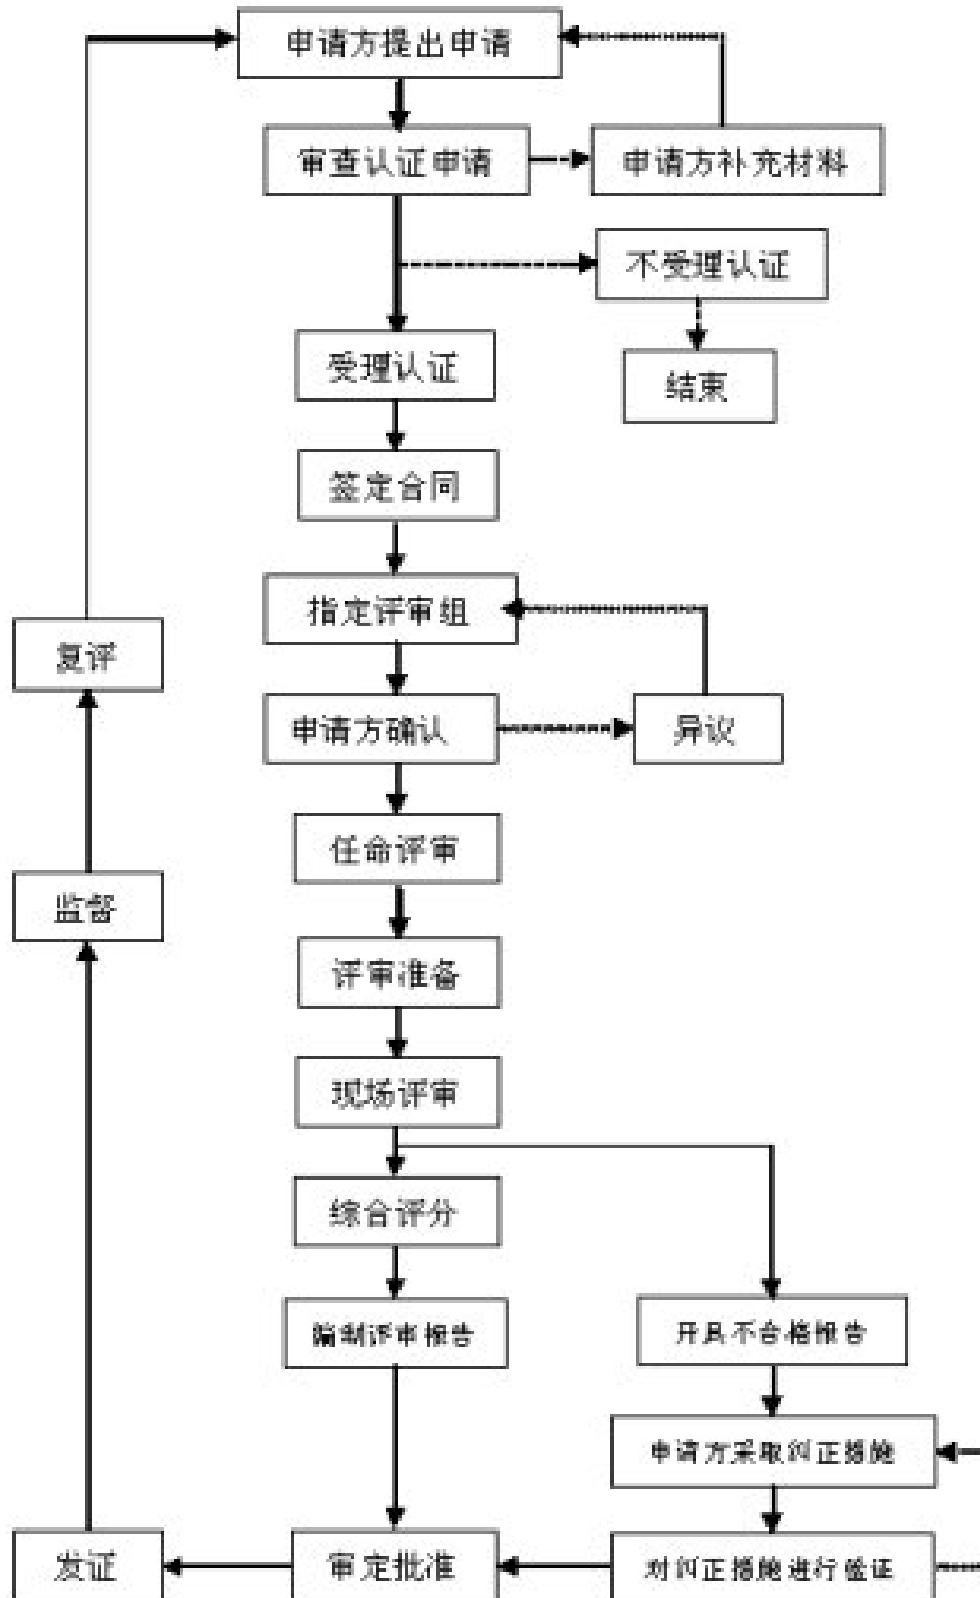 申请方提出申请
审查认证申请
申请方补充材料
不受理认证
受理认证
结束
签定合同
指定评审组
复评
申请方确认
异议
任命评审
监督
评审准备
现场评审
综合评分
编制评审报告
开具不合格报告
申请方采取纠正措施
发证
审定批准
对纠正措施进行验证